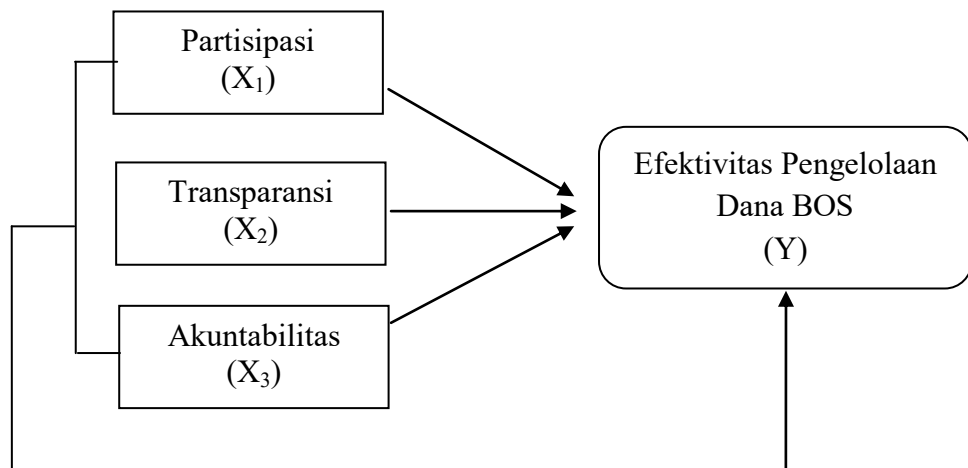 Partisipasi
(X₁)
Transparansi
(X₂)
Akuntabilitas
(X₃)
Efektivitas Pengelolaan
Dana BOS
(Y)